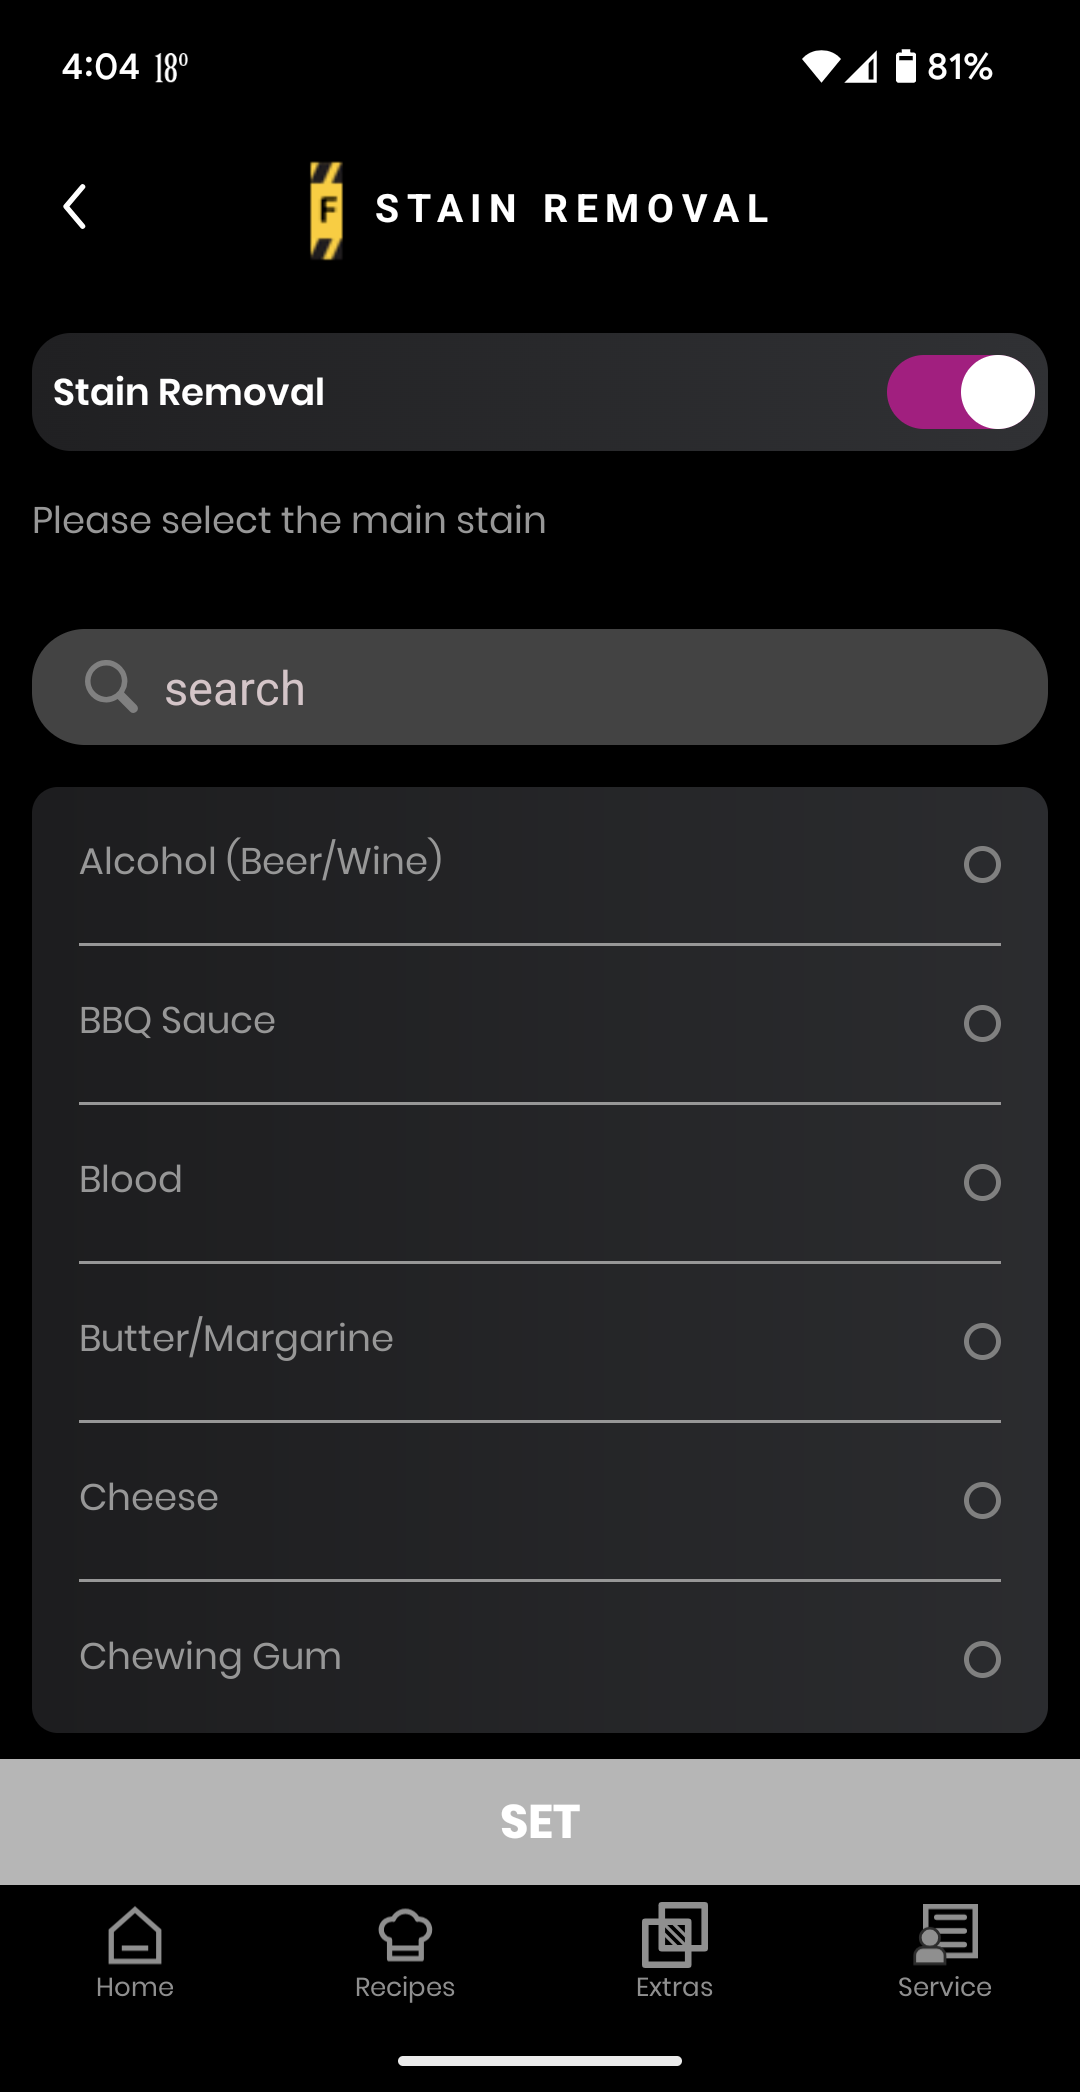 4:04 18° 81%
F STAIN REMOVAL
Stain Removal
Please select the main stain
search
Alcohol (Beer/Wine)
BBQ Sauce
Blood
Butter/Margarine
Cheese
Chewing Gum
SET
Home Recipes Extras Service